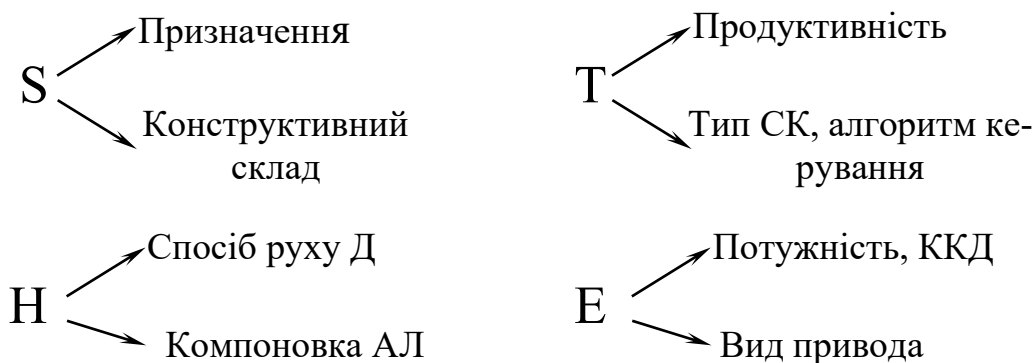 Призначення
S
Конструктивний
склад
Продуктивність
T
Тип СК, алгоритм ке-
рування
Спосіб руху Д
H
Компоновка АЛ
Потужність, ККД
E
Вид привода